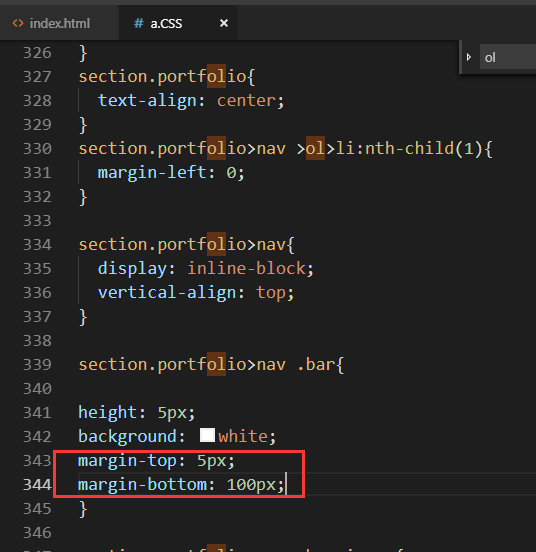 <> index.html
# a.CSS ×
ol
326 }
327 section.portfolio{
328 text-align: center;
329 }
330 section.portfolio>nav >ol>li:nth-child(1){
331 margin-left: 0;
332 }
333
334 section.portfolio>nav{
335 display: inline-block;
336 vertical-align: top;
337 }
338
339 section.portfolio>nav .bar{
340
341 height: 5px;
342 background: white;
343 margin-top: 5px;
344 margin-bottom: 100px;
345 }
346